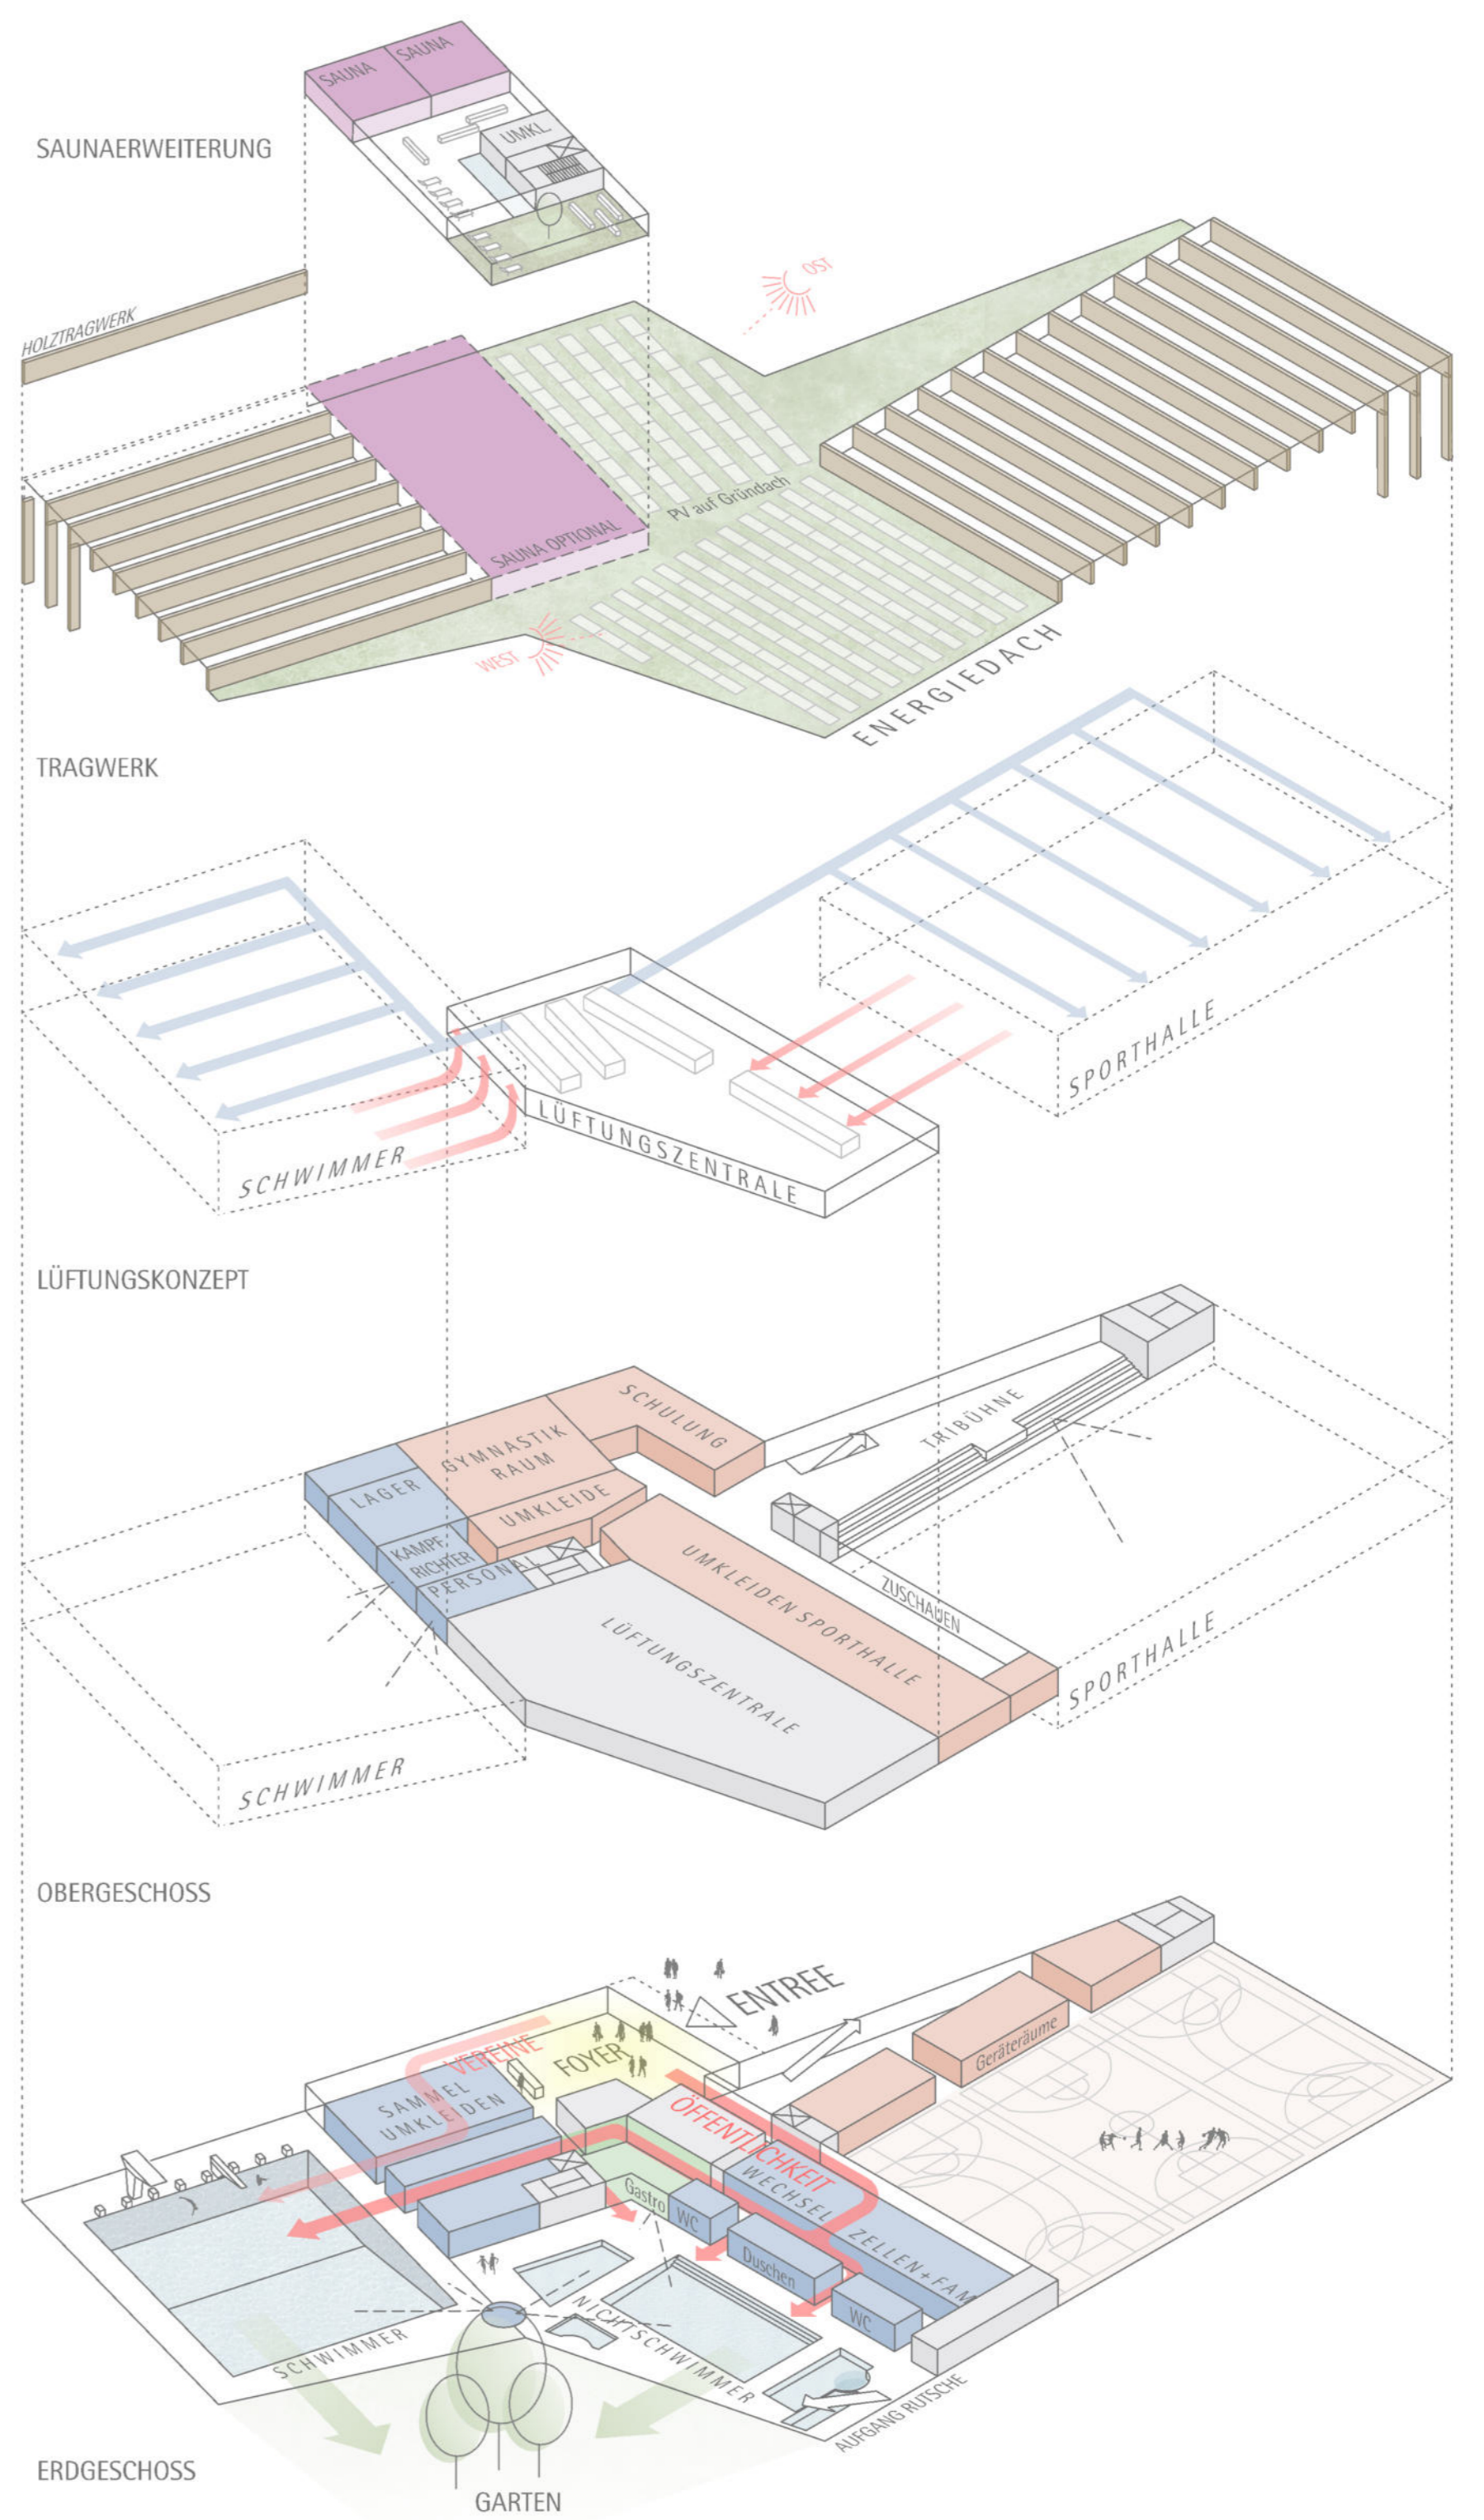 SAUNA
SAUNA
UMKL.
SAUNAERWEITERUNG
OST
HOLZTRAGWERK
PV auf Gründach
SAUNA OPTIONAL
WEST
ENERGIEDACH
TRAGWERK
SPORTHALLE
LÜFTUNGSZENTRALE
SCHWIMMER
LÜFTUNGSKONZEPT
SCHULUNG
GYMNASTIK
RAUM
TRIBÜHNE
LAGER
UMKLEIDE
KAMPF
RICHTER
PERSONAL
UMKLEIDEN SPORTHALLE
ZUSCHAUEN
LÜFTUNGSZENTRALE
SPORTHALLE
SCHWIMMER
OBERGESCHOSS
ENTREE
VEREINE
FOYER
Geräteräume
SAMMEL
UMKLEIDEN
ÖFFENTLICHKEIT
WECHSEL
ZELLEN+FAM
Gastro
WC
Duschen
WC
NICHTSCHWIMMER
SCHWIMMER
AUFGANG RUTSCHE
ERDGESCHOSS
GARTEN